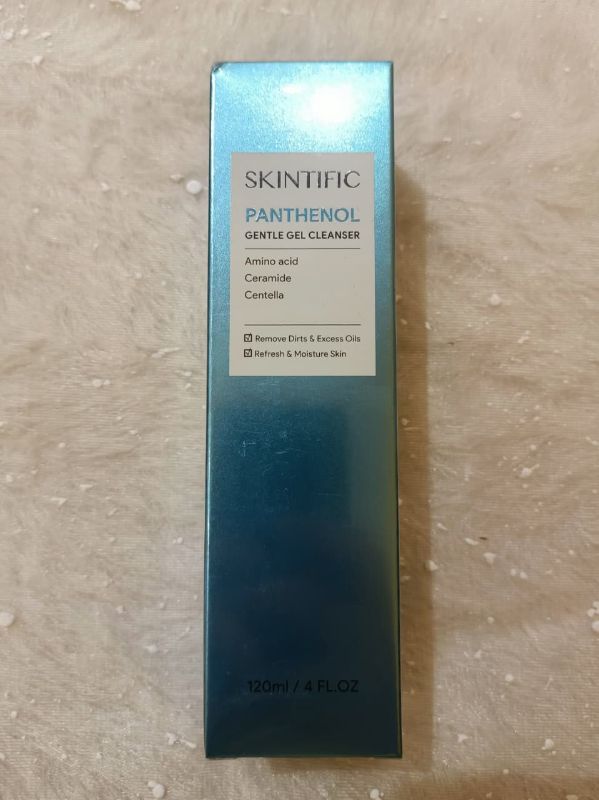 SKINTIFIC
PANTHENOL
GENTLE GEL CLEANSER
Amino acid
Ceramide
Centella
Remove Dirts & Excess Oils
Refresh & Moisture Skin
120ml / 4 FL.OZ